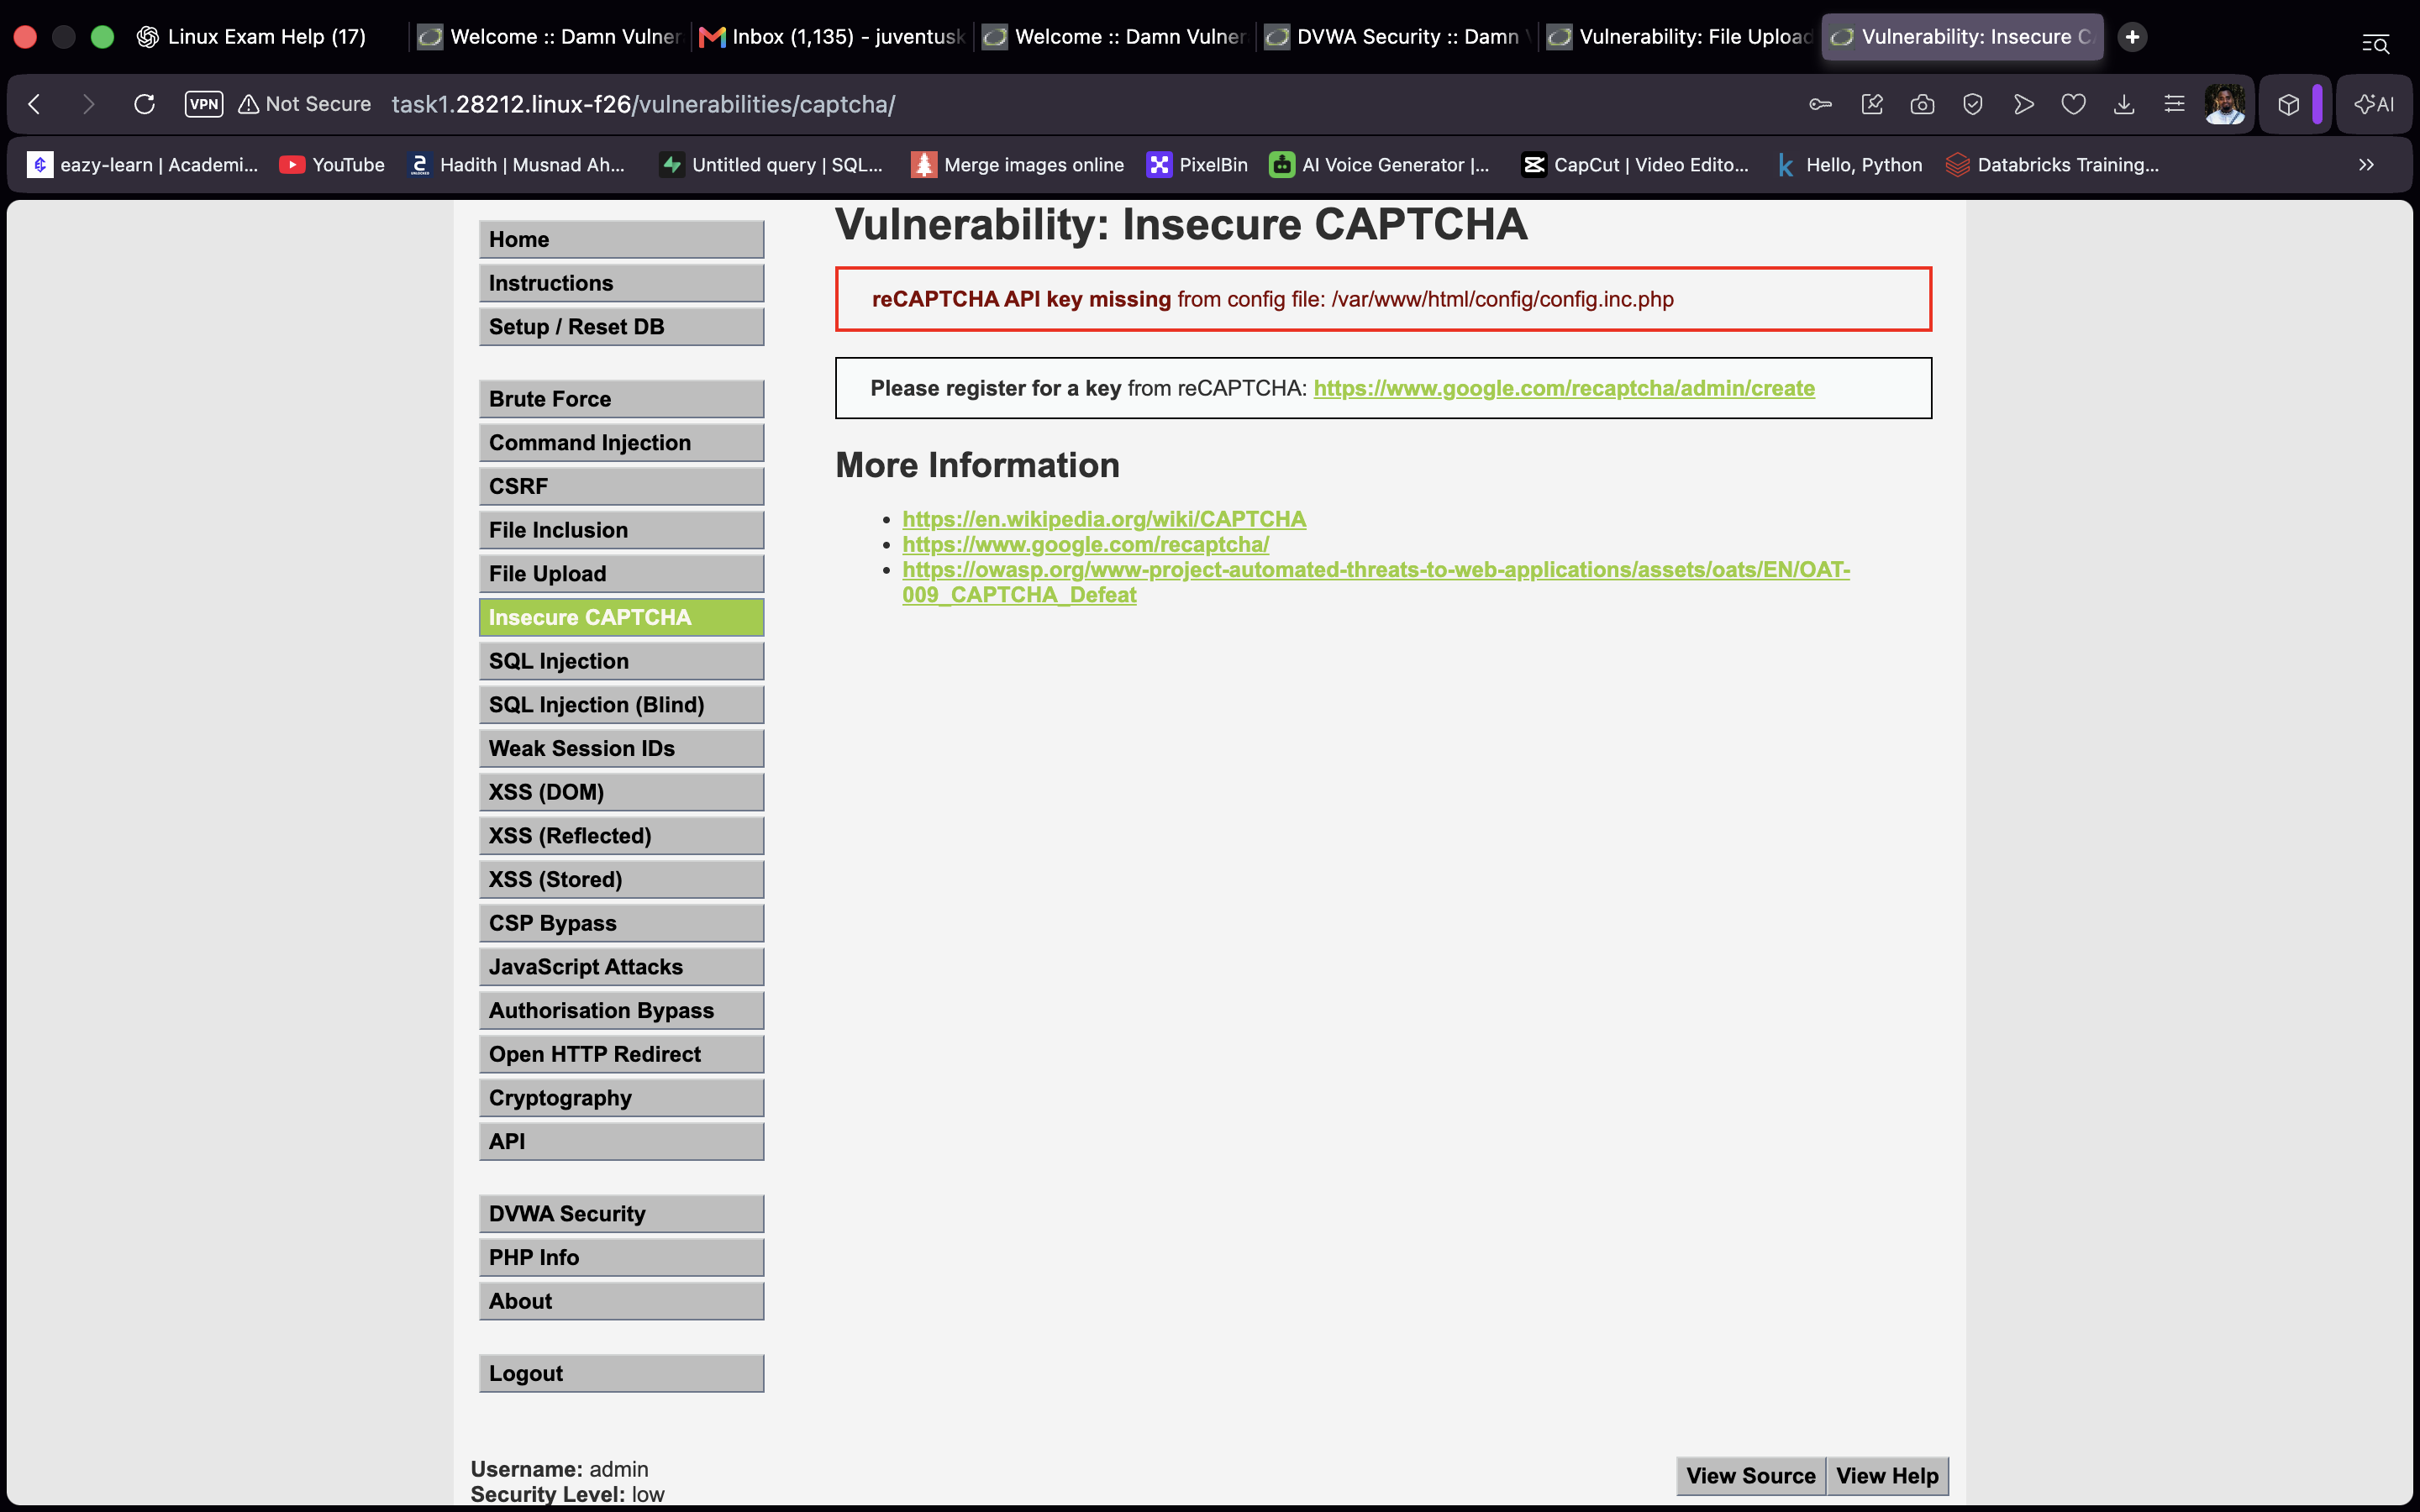 Linux Exam Help (17)
Welcome :: Damn Vulner
Inbox (1,135) - juventusk
Welcome :: Damn Vulner
DVWA Security :: Damn
Vulnerability: File Upload
Vulnerability: Insecure C
VPN
Not Secure
task1.28212.linux-f26/vulnerabilities/captcha/
AI
eazy-learn | Academi...
YouTube
Hadith | Musnad Ah...
Untitled query | SQL...
Merge images online
PixelBin
AI Voice Generator |...
CapCut | Video Edito...
Hello, Python
Databricks Training...
Home
Instructions
Setup / Reset DB
Brute Force
Command Injection
CSRF
File Inclusion
File Upload
Insecure CAPTCHA
SQL Injection
SQL Injection (Blind)
Weak Session IDs
XSS (DOM)
XSS (Reflected)
XSS (Stored)
CSP Bypass
JavaScript Attacks
Authorisation Bypass
Open HTTP Redirect
Cryptography
API
DVWA Security
PHP Info
About
Logout
Vulnerability: Insecure CAPTCHA
reCAPTCHA API key missing from config file: /var/www/html/config/config.inc.php
Please register for a key from reCAPTCHA: https://www.google.com/recaptcha/admin/create
More Information
https://en.wikipedia.org/wiki/CAPTCHA
https://www.google.com/recaptcha/
https://owasp.org/www-project-automated-threats-to-web-applications/assets/oats/EN/OAT-
009_CAPTCHA_Defeat
Username: admin
Security Level: low
View Source
View Help